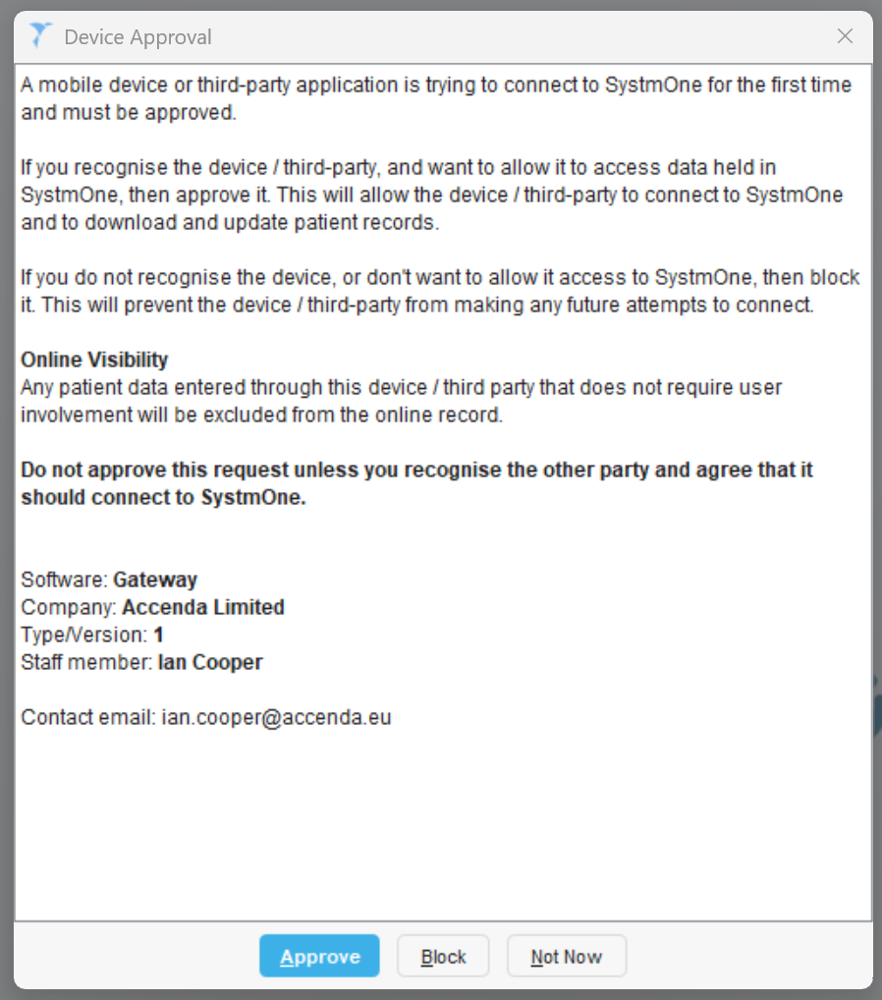 Device Approval
A mobile device or third-party application is trying to connect to SystmOne for the first time
and must be approved.
If you recognise the device / third-party, and want to allow it to access data held in
SystmOne, then approve it. This will allow the device / third-party to connect to SystmOne
and to download and update patient records.
If you do not recognise the device, or don't want to allow it access to SystmOne, then block
it. This will prevent the device / third-party from making any future attempts to connect.
Online Visibility
Any patient data entered through this device / third party that does not require user
involvement will be excluded from the online record.
Do not approve this request unless you recognise the other party and agree that it
should connect to SystmOne.
Software: Gateway
Company: Accenda Limited
Type/Version: 1
Staff member: Ian Cooper
Contact email: ian.cooper@accenda.eu
Approve Block Not Now